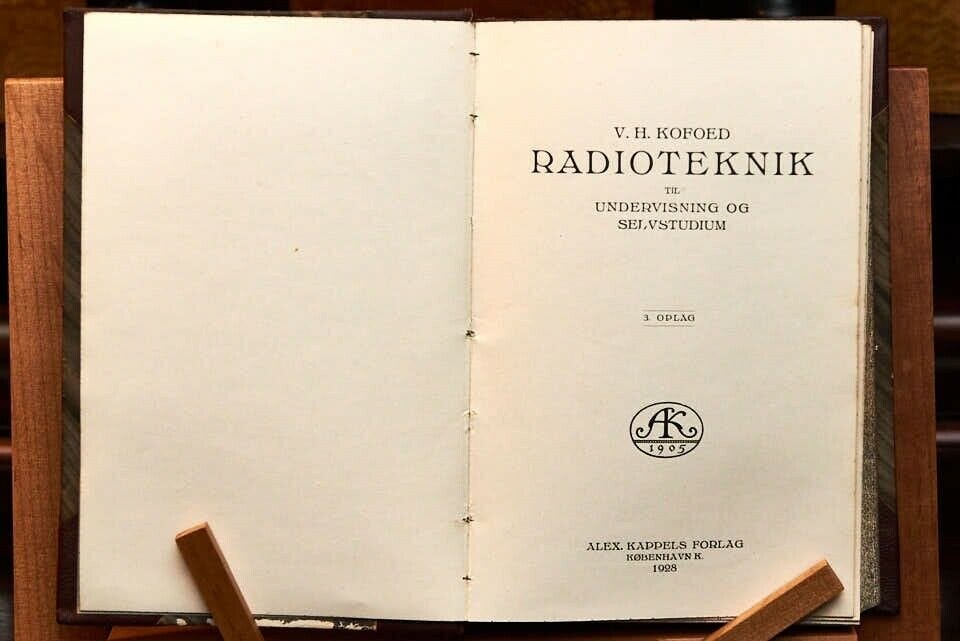 V. H. KOFOED
RADIOTEKNIK
TIL
UNDERVISNING OG
SELVSTUDIUM
3. OPLAG
AK
1905
ALEX. KAPPELS FORLAG
KØBENHAVN K.
1928